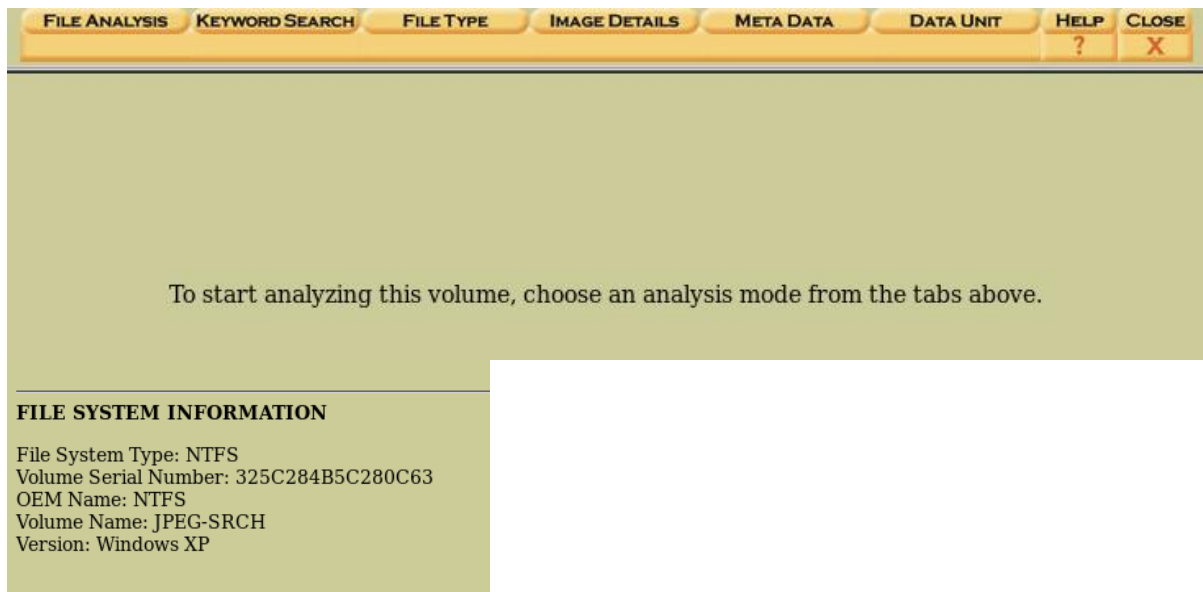 FILE ANALYSIS KEYWORD SEARCH FILE TYPE IMAGE DETAILS META DATA DATA UNIT HELP CLOSE
? X
To start analyzing this volume, choose an analysis mode from the tabs above.
FILE SYSTEM INFORMATION
File System Type: NTFS
Volume Serial Number: 325C284B5C280C63
OEM Name: NTFS
Volume Name: JPEG-SRCH
Version: Windows XP